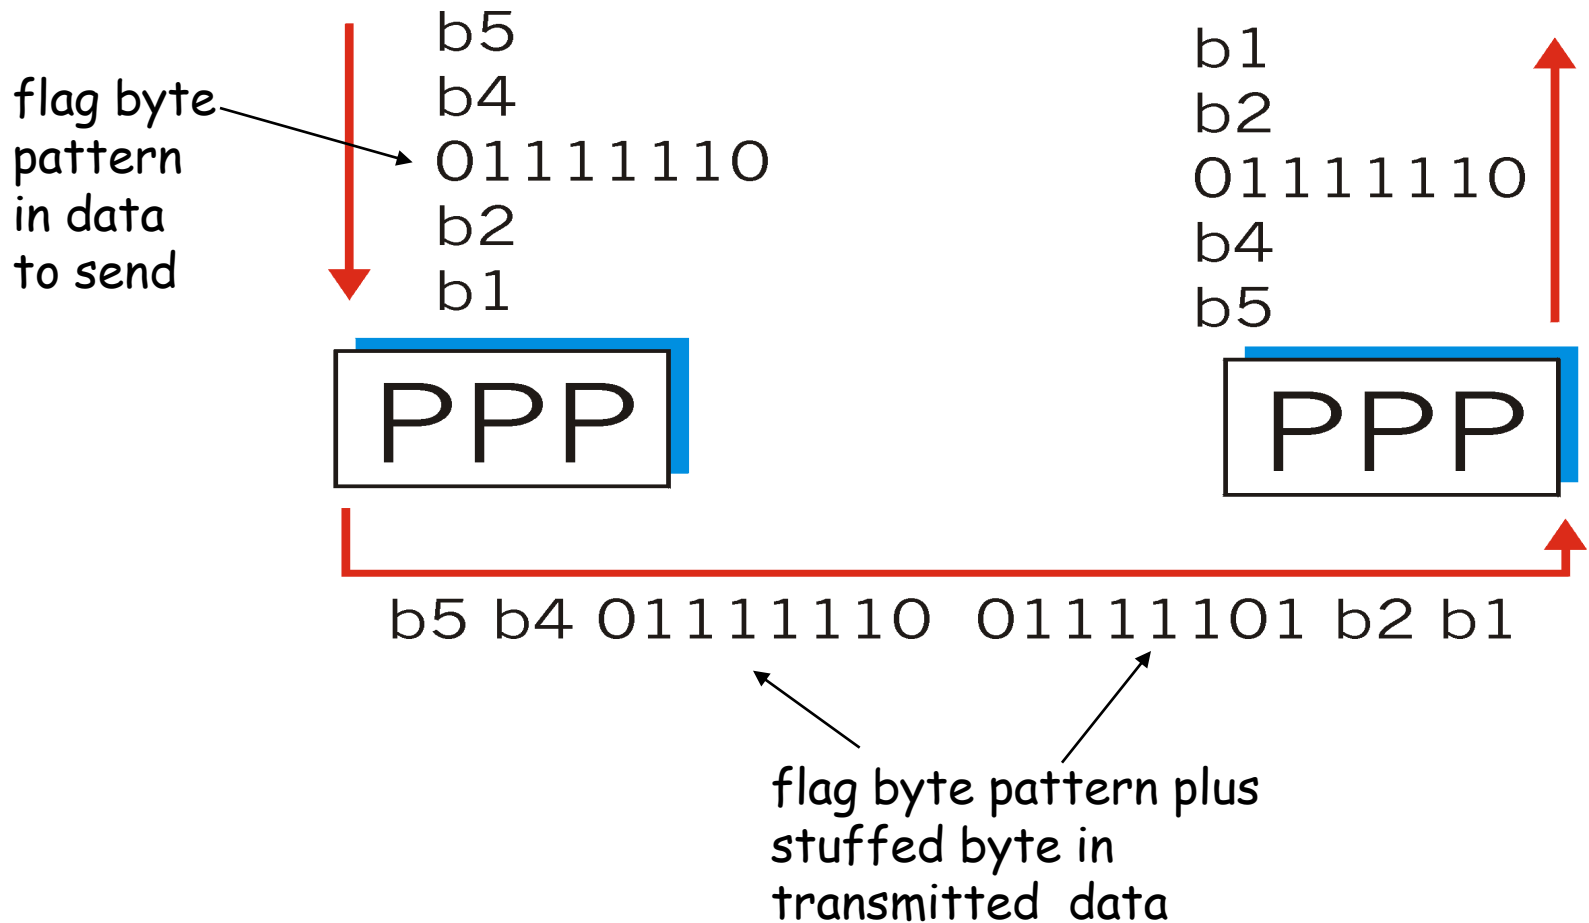 b5
b4
01111110
b2
b1
flag byte
pattern
in data
to send
b1
b2
01111110
b4
b5
PPP
PPP
b5 b4 01111110 01111101 b2 b1
flag byte pattern plus
stuffed byte in
transmitted data